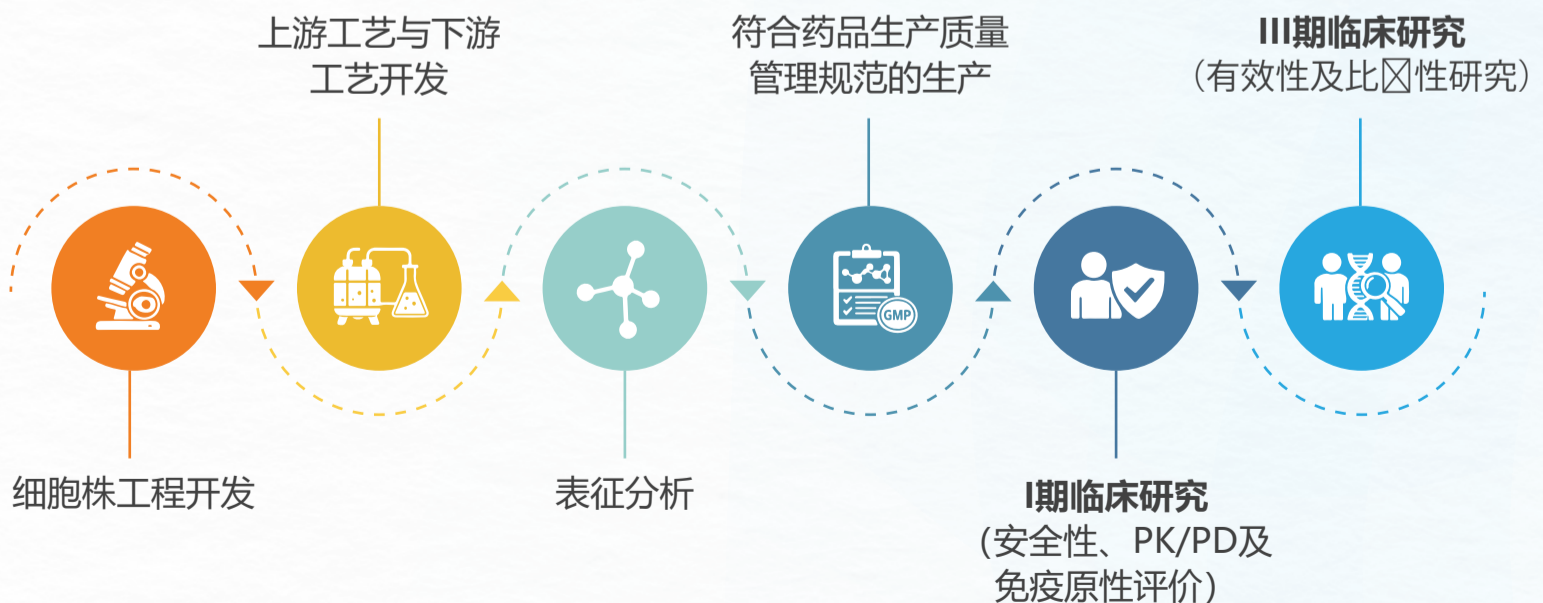 细胞株工程开发
上游工艺与下游
工艺开发
表征分析
符合药品生产质量
管理规范的生产
GMP
I期临床研究
（安全性、PK/PD及
免疫原性评价）
III期临床研究
（有效性及比☒性研究）